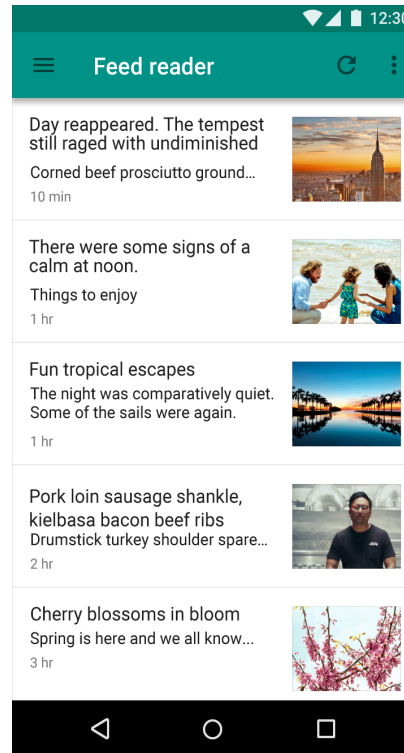 12:30
Feed reader
Day reappeared. The tempest
still raged with undiminished
Corned beef prosciutto ground...
10 min
There were some signs of a
calm at noon.
Things to enjoy
1 hr
Fun tropical escapes
The night was comparatively quiet.
Some of the sails were again.
1 hr
Pork loin sausage shankle,
kielbasa bacon beef ribs
Drumstick turkey shoulder spare...
2 hr
Cherry blossoms in bloom
Spring is here and we all know...
3 hr